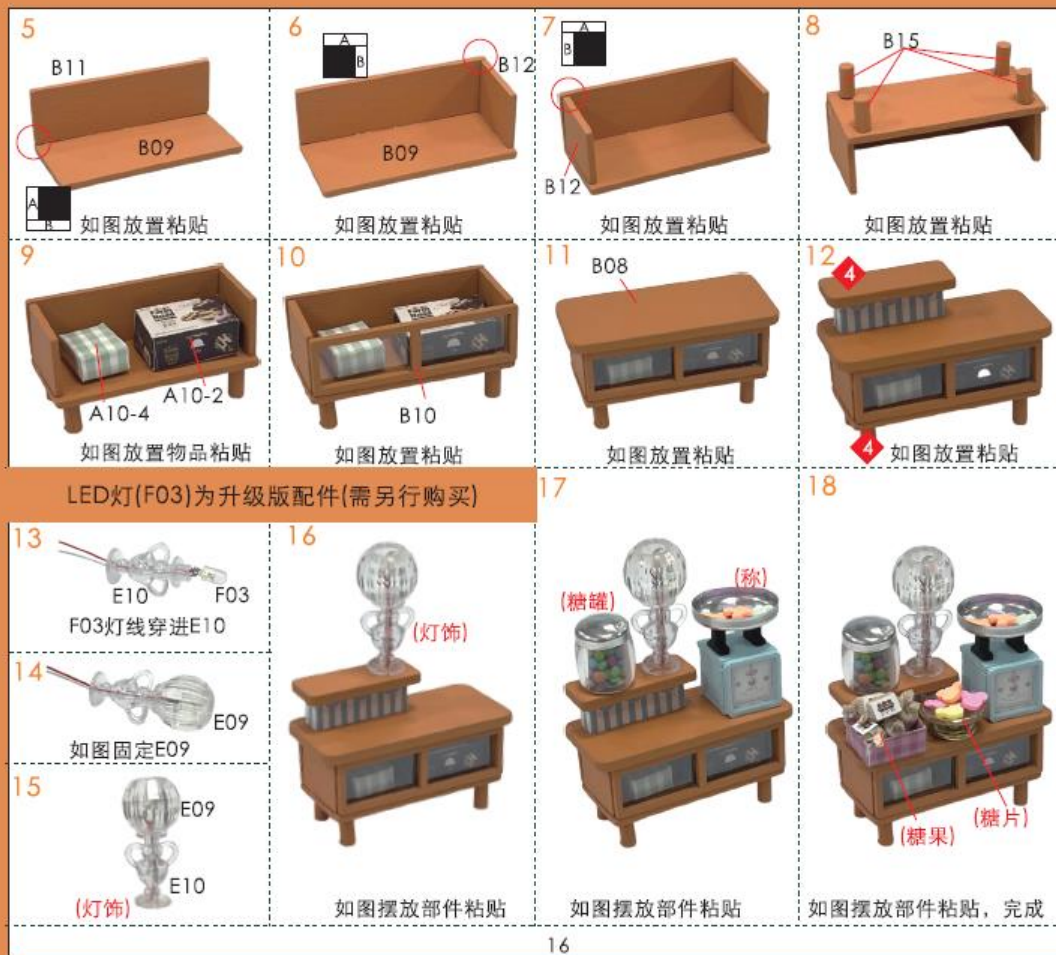 5
B11
B09
A
B
如图放置粘贴
6
A
B
B12
B09
如图放置粘贴
7
A
B
B12
如图放置粘贴
8
B15
如图放置粘贴
9
A10-4
A10-2
如图放置物品粘贴
10
B10
如图放置粘贴
11
B08
如图放置粘贴
12
4
4
如图放置粘贴
LED灯(F03)为升级版配件(需另行购买)
13
E10
F03
F03灯线穿进E10
14
E09
如图固定E09
15
E09
E10
(灯饰)
16
(灯饰)
如图摆放部件粘贴
17
(糖罐)
(称)
如图摆放部件粘贴
18
(糖果)
(糖片)
如图摆放部件粘贴，完成
16